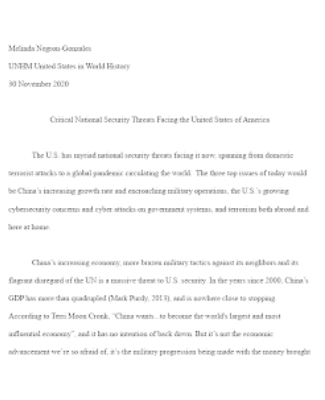 Melinda Negron-Gonzales
UNHM United States in World History
30 November 2020
Critical National Security Threats Facing the United States of America
The U.S. has myriad national security threats facing it now, spanning from domestic
terrorist attacks to a global pandemic circulating the world. The three top issues of today would
be China's increasing growth rate and encroaching military operations, the U.S.'s growing
cybersecurity concerns and cyber attacks on government systems, and terrorism both abroad and
here at home.
China's increasing economy, more brazen military tactics against its neighbors and its
flagrant disregard of the UN is a massive threat to U.S. security. In the years since 2000, China's
GDP has more than quadrupled (Mark Purdy, 2013), and is nowhere close to stopping.
According to Terri Moon Cronk, "China wants.. to become the world's largest and most
influential economy", and it has no intention of back down. But it's not the economic
advancement we're so afraid of, it's the military progression being made with the money brought